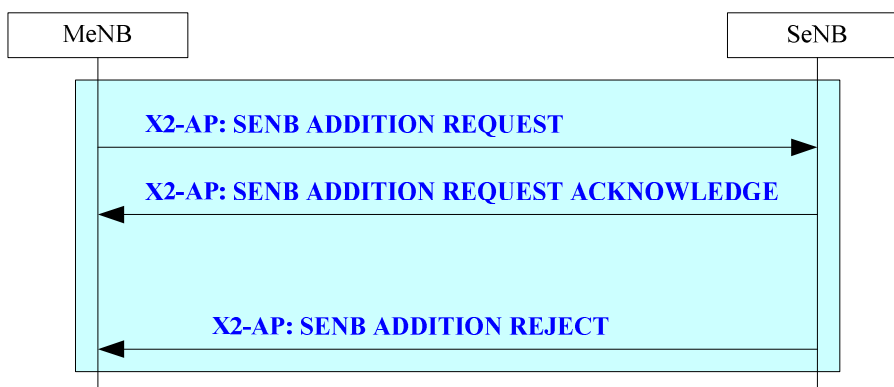 MeNB
SeNB
X2-AP: SENB ADDITION REQUEST
X2-AP: SENB ADDITION REQUEST ACKNOWLEDGE
X2-AP: SENB ADDITION REJECT